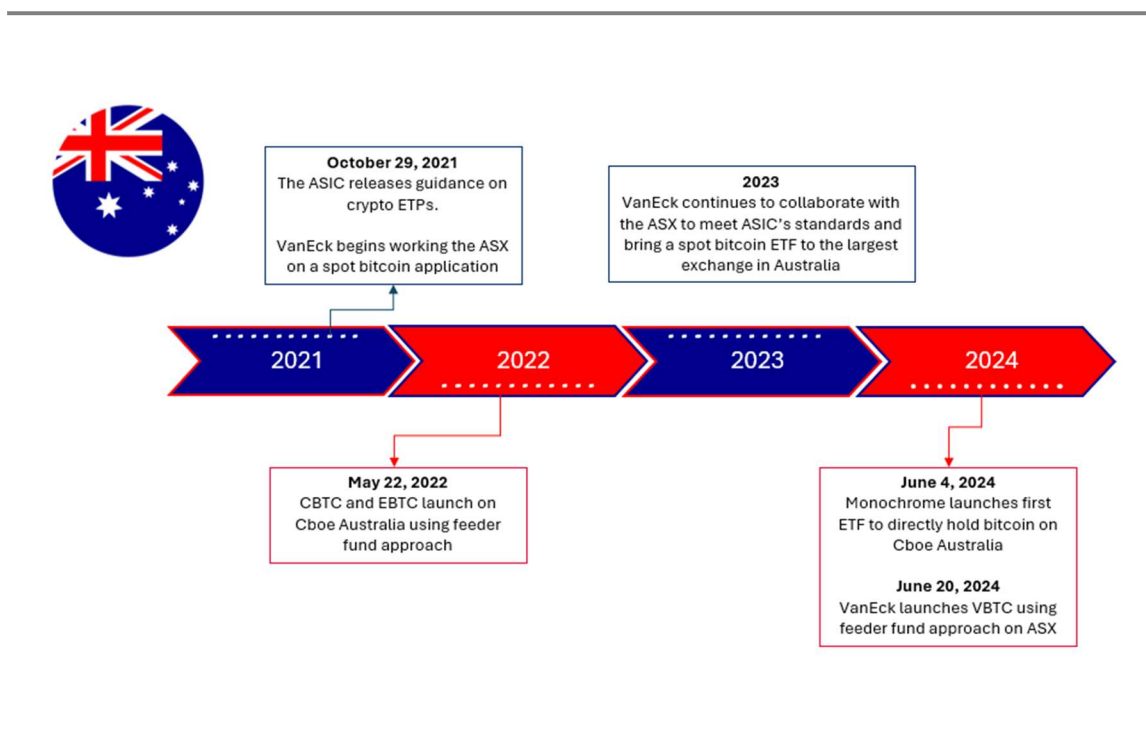 October 29, 2021
The ASIC releases guidance on
crypto ETPs.
VanEck begins working the ASX
on a spot bitcoin application
2023
VanEck continues to collaborate with
the ASX to meet ASIC's standards and
bring a spot bitcoin ETF to the largest
exchange in Australia
2021
2022
2023
2024
May 22, 2022
CBTC and EBTC launch on
Cboe Australia using feeder
fund approach
June 4, 2024
Monochrome launches first
ETF to directly hold bitcoin on
Cboe Australia
June 20, 2024
VanEck launches VBTC using
feeder fund approach on ASX